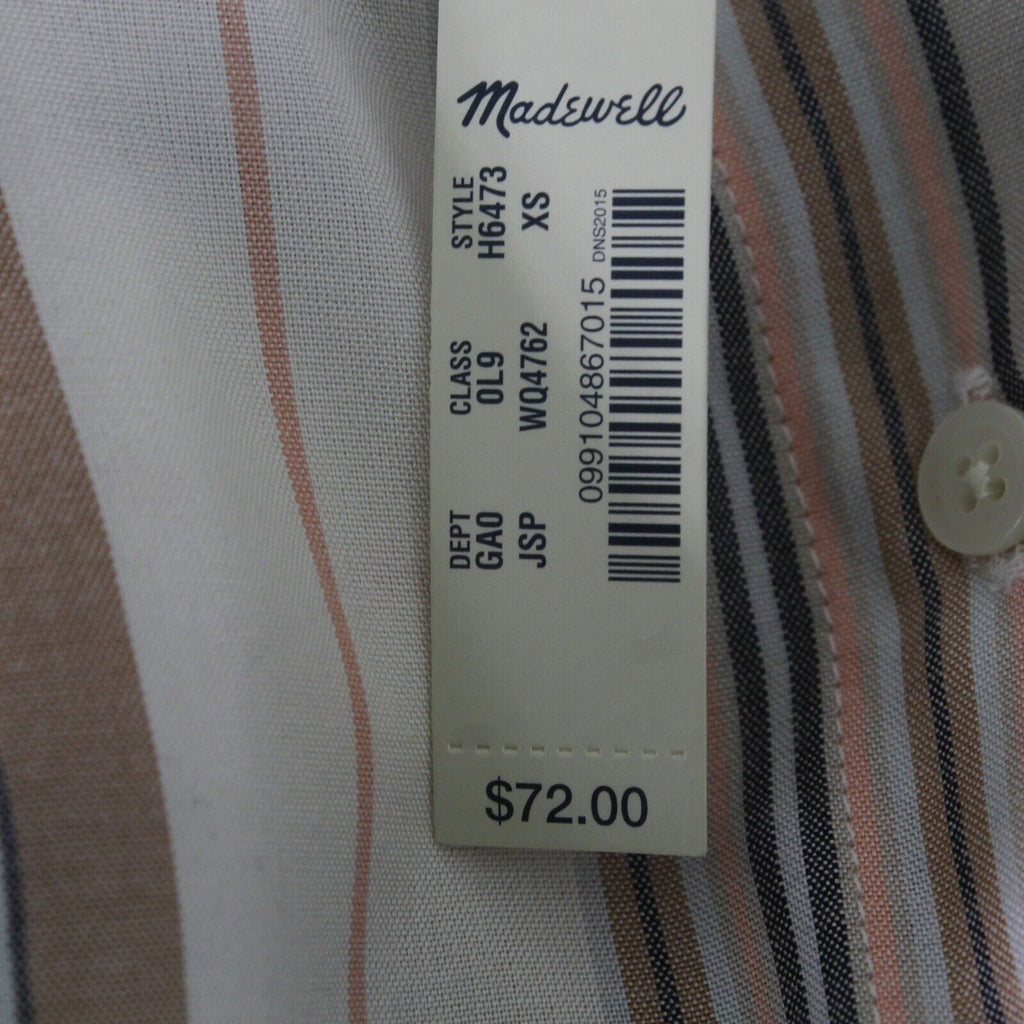 Madewell
DEPT CLASS STYLE
GA0 0L9 H6473
JSP WQ4762 XS
099104867015 DNS2015
$72.00